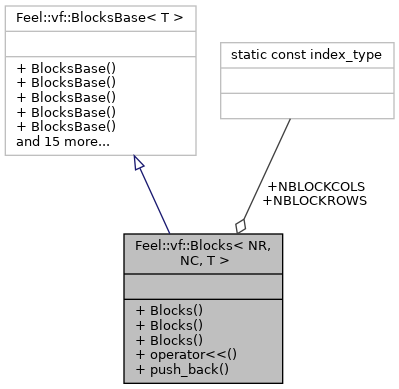 Feel::vf::BlocksBase< T >
+ BlocksBase()
+ BlocksBase()
+ BlocksBase()
+ BlocksBase()
+ BlocksBase()
and 15 more...
static const index_type
+NBLOCKCOLS
+NBLOCKROWS
Feel::vf::Blocks< NR,
NC, T >
+ Blocks()
+ Blocks()
+ Blocks()
+ operator<<()
+ push_back()